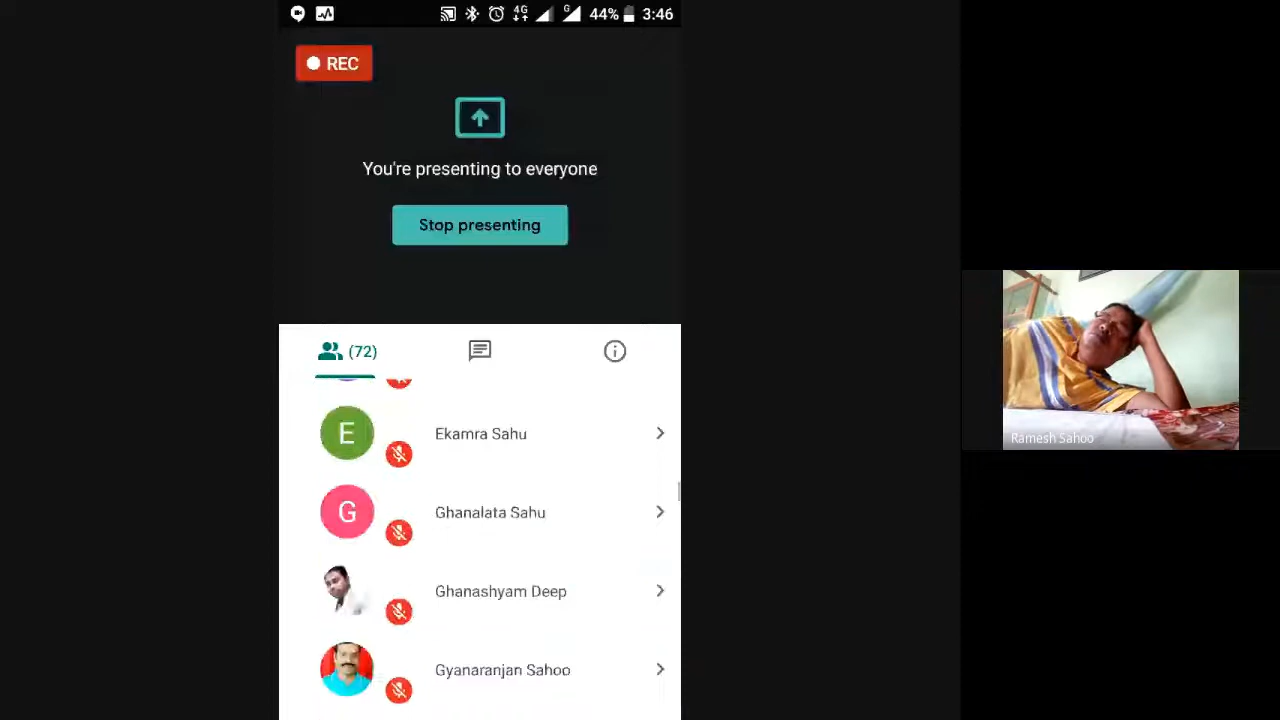 4G G 44% 3:46
REC
You're presenting to everyone
Stop presenting
(72)
E Ekamra Sahu
G Ghanalata Sahu
Ghanashyam Deep
Gyanaranjan Sahoo
Ramesh Sahoo